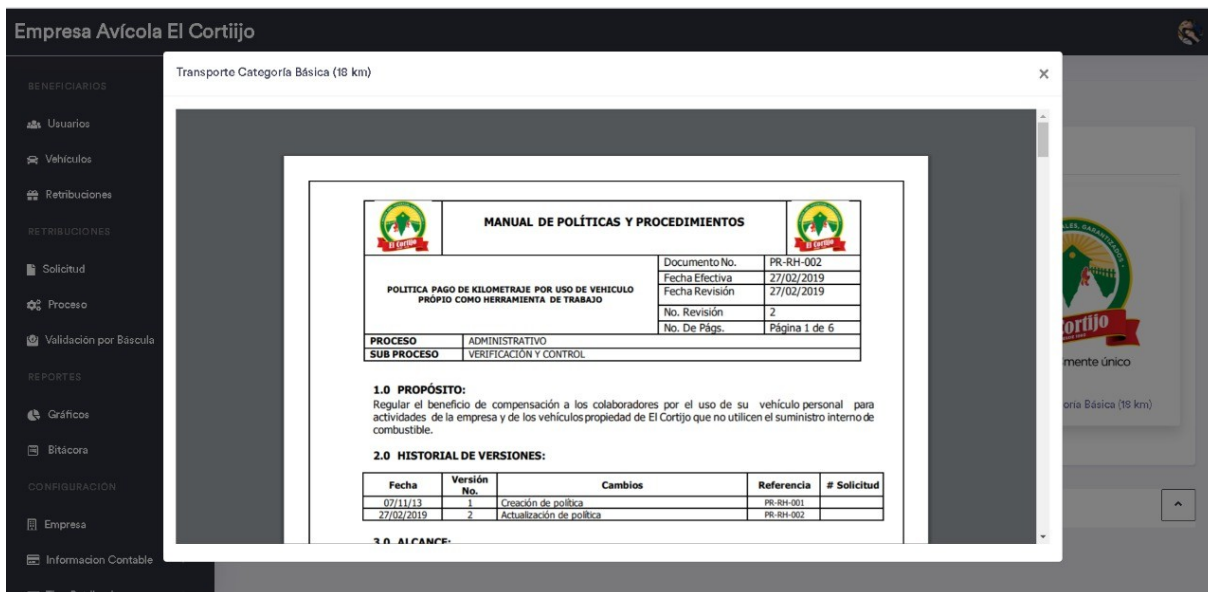 Empresa Avícola El Cortiijo
Transporte Categoría Básica (18 km)
×
BENEFICIARIOS
Usuarios
Vehículos
Retribuciones
RETRIBUCIONES
Solicitud
Proceso
Validación por Báscula
REPORTES
Gráficos
Bitácora
CONFIGURACIÓN
Empresa
Informacion Contable
El Cortijo
MANUAL DE POLÍTICAS Y PROCEDIMIENTOS
El Cortijo
POLITICA PAGO DE KILOMETRAJE POR USO DE VEHICULO
PRÓPIO COMO HERRAMIENTA DE TRABAJO
Documento No. PR-RH-002
Fecha Efectiva 27/02/2019
Fecha Revisión 27/02/2019
No. Revisión 2
No. De Págs. Página 1 de 6
PROCESO ADMINISTRATIVO
SUB PROCESO VERIFICACIÓN Y CONTROL
1.0 PROPÓSITO:
Regular el beneficio de compensación a los colaboradores por el uso de su vehículo personal para
actividades de la empresa y de los vehículos propiedad de El Cortijo que no utilicen el suministro interno de
combustible.
2.0 HISTORIAL DE VERSIONES:
Fecha Versión No. Cambios Referencia # Solicitud
07/11/13 1 Creación de política PR-RH-001
27/02/2019 2 Actualización de política PR-RH-002
3.0 ALCANCE:
ortijo
mente único
oría Básica (18 km)